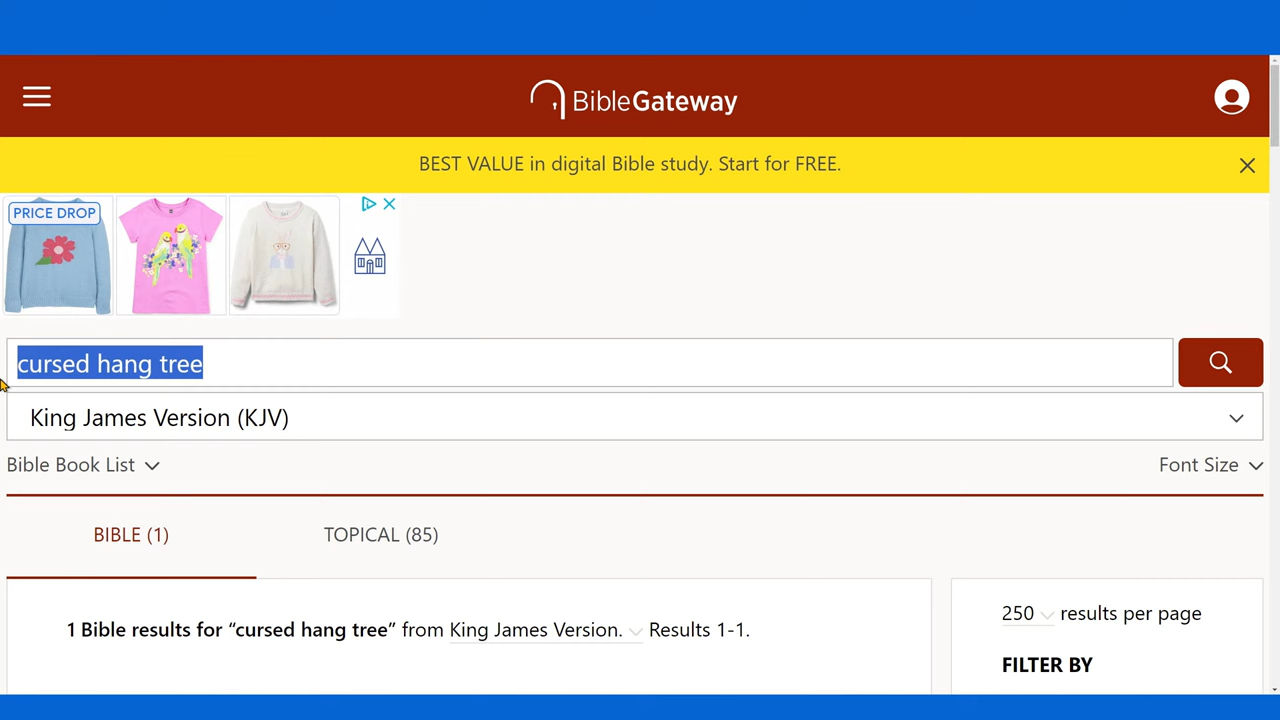 BibleGateway
BEST VALUE in digital Bible study. Start for FREE.
PRICE DROP
cursed hang tree
King James Version (KJV)
Bible Book List
Font Size
BIBLE (1)
TOPICAL (85)
1 Bible results for “cursed hang tree” from King James Version. Results 1-1.
250 results per page
FILTER BY